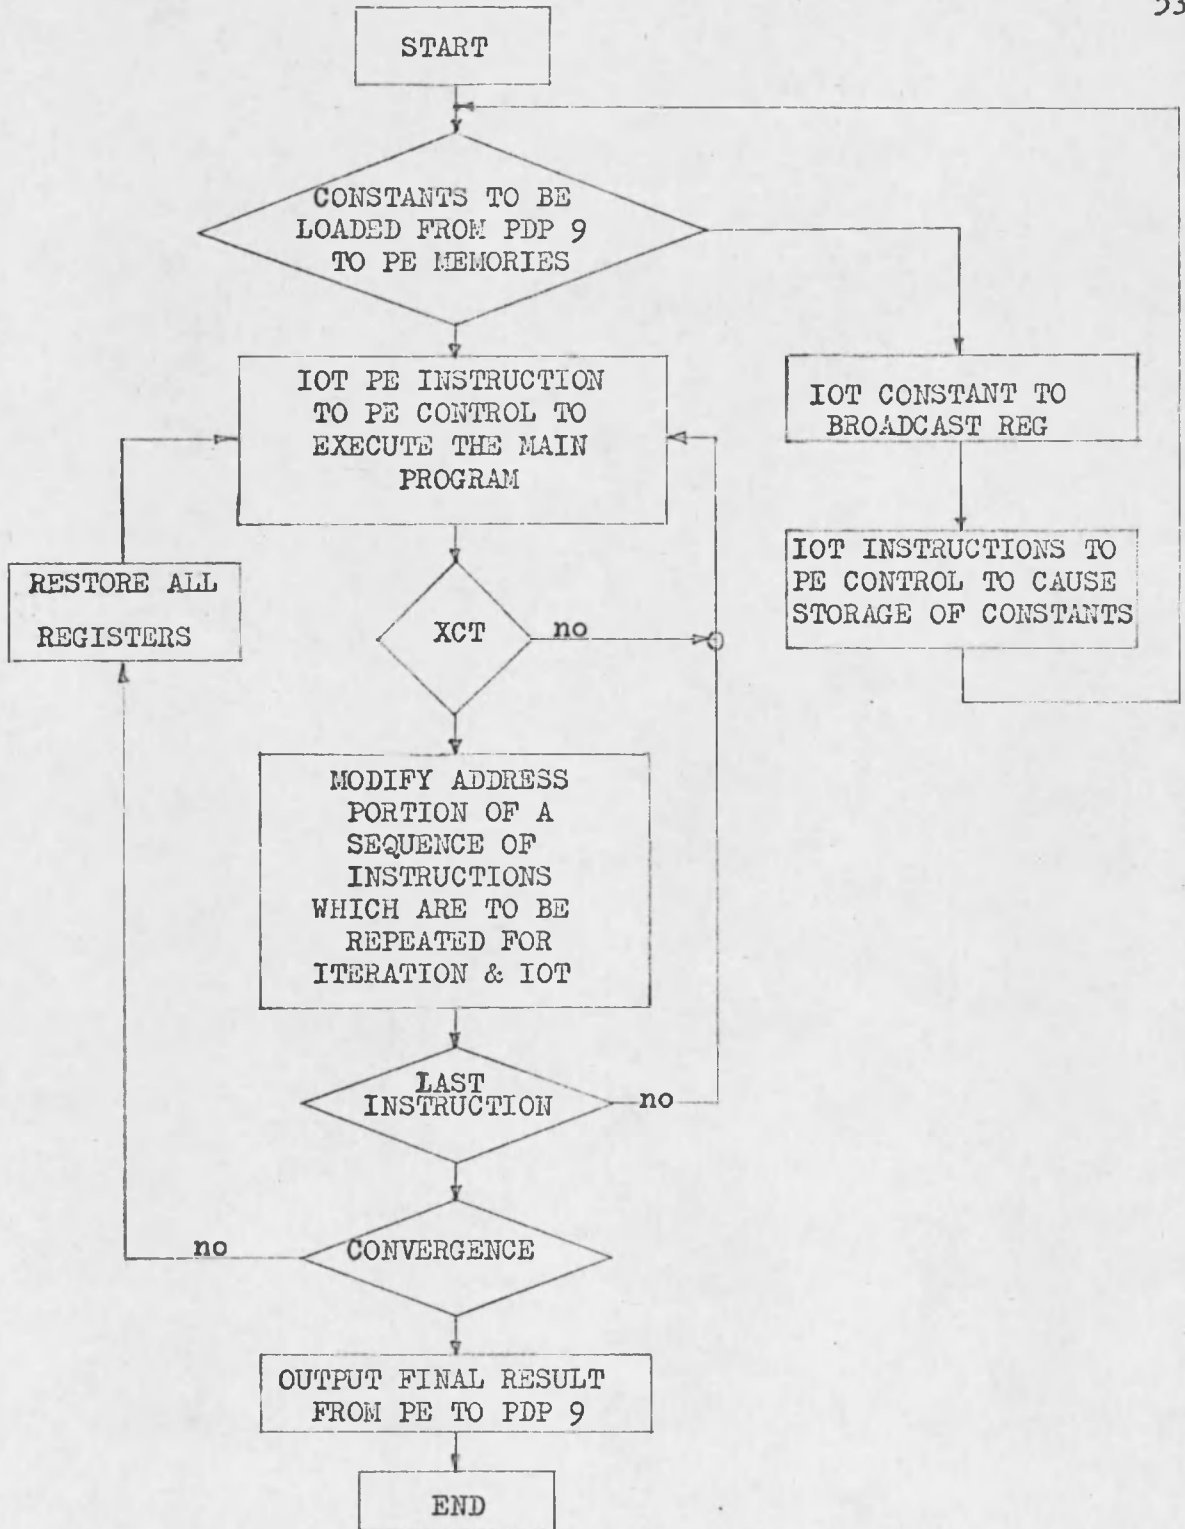 53
START
CONSTANTS TO BE
LOADED FROM PDP 9
TO PE MEMORIES
IOT PE INSTRUCTION
TO PE CONTROL TO
EXECUTE THE MAIN
PROGRAM
IOT CONSTANT TO
BROADCAST REG
IOT INSTRUCTIONS TO
PE CONTROL TO CAUSE
STORAGE OF CONSTANTS
RESTORE ALL
REGISTERS
XCT
no
MODIFY ADDRESS
PORTION OF A
SEQUENCE OF
INSTRUCTIONS
WHICH ARE TO BE
REPEATED FOR
ITERATION & IOT
LAST
INSTRUCTION
no
CONVERGENCE
no
OUTPUT FINAL RESULT
FROM PE TO PDP 9
END